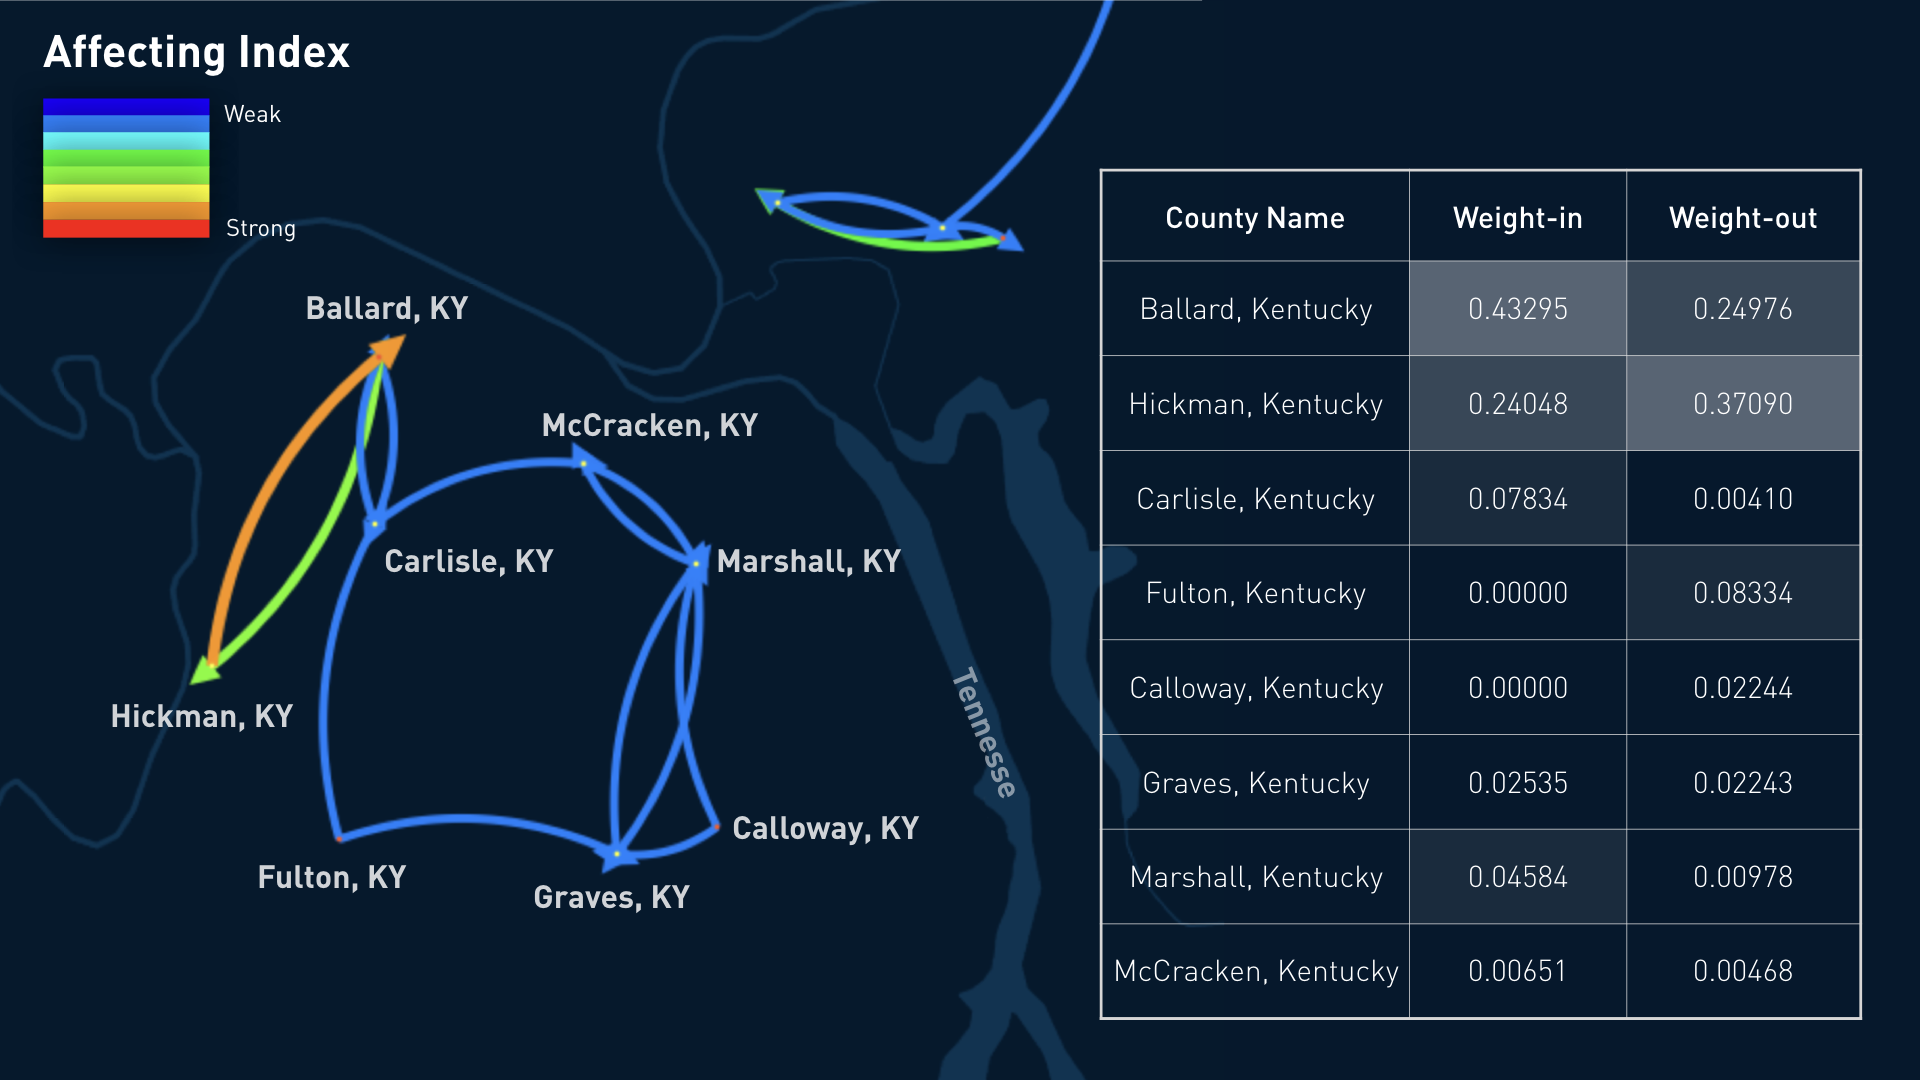 Affecting Index
Weak
Strong
Ballard, KY
McCracken, KY
Carlisle, KY
Marshall, KY
Hickman, KY
Calloway, KY
Fulton, KY
Graves, KY
Tennesse
County Name Weight-in Weight-out
Ballard, Kentucky 0.43295 0.24976
Hickman, Kentucky 0.24048 0.37090
Carlisle, Kentucky 0.07834 0.00410
Fulton, Kentucky 0.00000 0.08334
Calloway, Kentucky 0.00000 0.02244
Graves, Kentucky 0.02535 0.02243
Marshall, Kentucky 0.04584 0.00978
McCracken, Kentucky 0.00651 0.00468